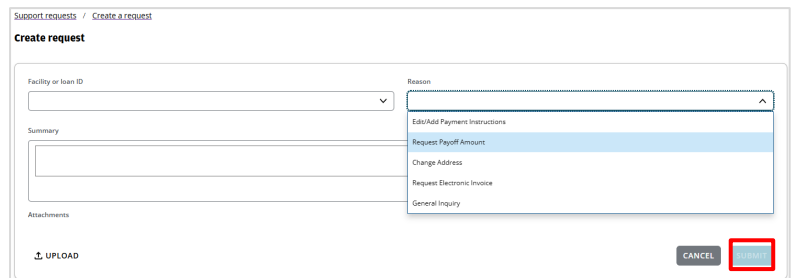 Support requests / Create a request
Create request
Facility or loan ID
Reason
Edit/Add Payment Instructions
Summary
Request Payoff Amount
Change Address
Request Electronic Invoice
General Inquiry
Attachments
UPLOAD
CANCEL
SUBMIT